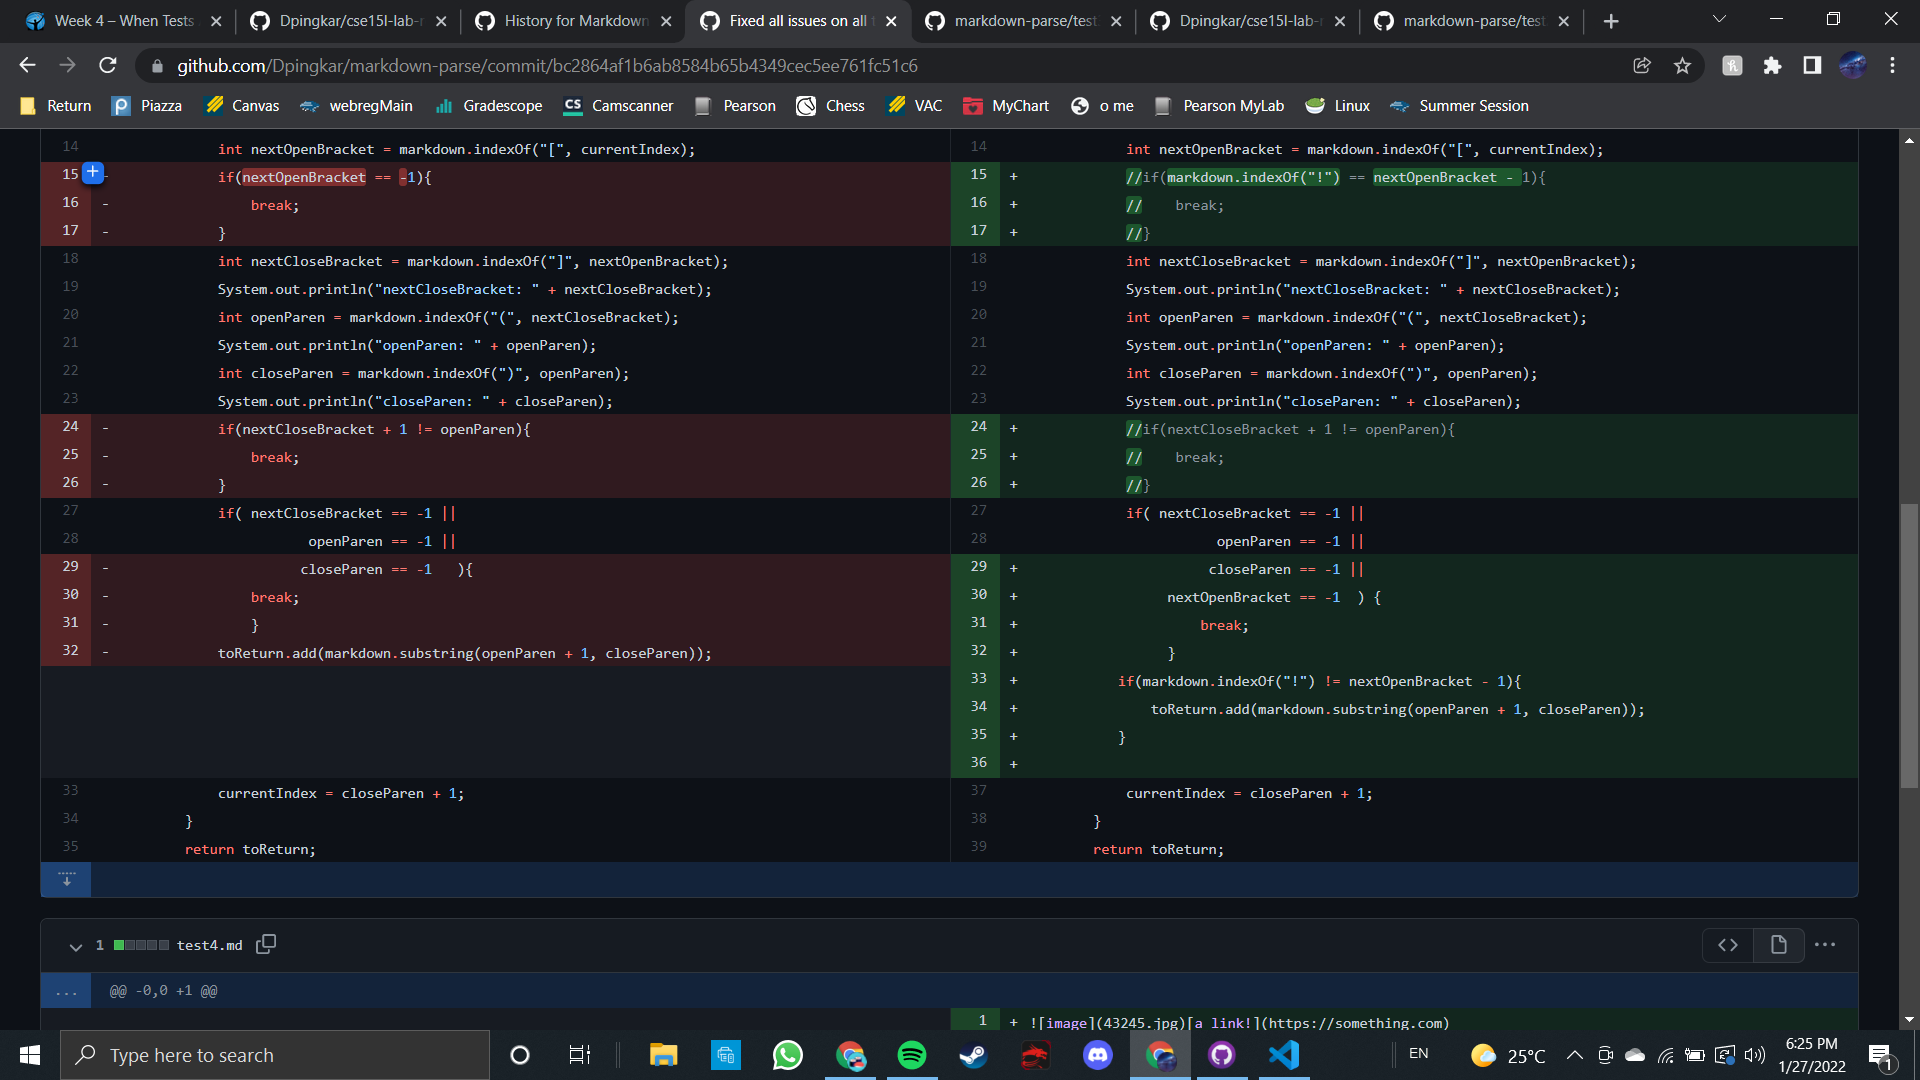 Week 4 – When Tests
Dpingkar/cse15l-lab-r
History for Markdown
Fixed all issues on all t
markdown-parse/test
Dpingkar/cse15l-lab-r
markdown-parse/test
github.com/Dpingkar/markdown-parse/commit/bc2864af1b6ab8584b65b4349cec5ee761fc51c6
Return Piazza Canvas webregMain Gradescope CS Camscanner Pearson Chess VAC MyChart o me Pearson MyLab Linux Summer Session
14 int nextOpenBracket = markdown.indexOf("[", currentIndex);
15 - if(nextOpenBracket == -1){
16 - break;
17 - }
18 int nextCloseBracket = markdown.indexOf("]", nextOpenBracket);
19 System.out.println("nextCloseBracket: " + nextCloseBracket);
20 int openParen = markdown.indexOf("(", nextCloseBracket);
21 System.out.println("openParen: " + openParen);
22 int closeParen = markdown.indexOf(")", openParen);
23 System.out.println("closeParen: " + closeParen);
24 - if(nextCloseBracket + 1 != openParen){
25 - break;
26 - }
27 if( nextCloseBracket == -1 ||
28 openParen == -1 ||
29 - closeParen == -1 ){
30 - break;
31 - }
32 - toReturn.add(markdown.substring(openParen + 1, closeParen));
33 currentIndex = closeParen + 1;
34 }
35 return toReturn;
14 int nextOpenBracket = markdown.indexOf("[", currentIndex);
15 + //if(markdown.indexOf("!") == nextOpenBracket - 1){
16 + // break;
17 + //}
18 int nextCloseBracket = markdown.indexOf("]", nextOpenBracket);
19 System.out.println("nextCloseBracket: " + nextCloseBracket);
20 int openParen = markdown.indexOf("(", nextCloseBracket);
21 System.out.println("openParen: " + openParen);
22 int closeParen = markdown.indexOf(")", openParen);
23 System.out.println("closeParen: " + closeParen);
24 + //if(nextCloseBracket + 1 != openParen){
25 + // break;
26 + //}
27 if( nextCloseBracket == -1 ||
28 openParen == -1 ||
29 + closeParen == -1 ||
30 + nextOpenBracket == -1 ) {
31 + break;
32 + }
33 + if(markdown.indexOf("!") != nextOpenBracket - 1){
34 + toReturn.add(markdown.substring(openParen + 1, closeParen));
35 + }
36 +
37 currentIndex = closeParen + 1;
38 }
39 return toReturn;
1 test4.md
... @@ -0,0 +1 @@
1 + ![image](43245.jpg)[a link!](https://something.com)
Type here to search
EN
25°C
6:25 PM
1/27/2022
1